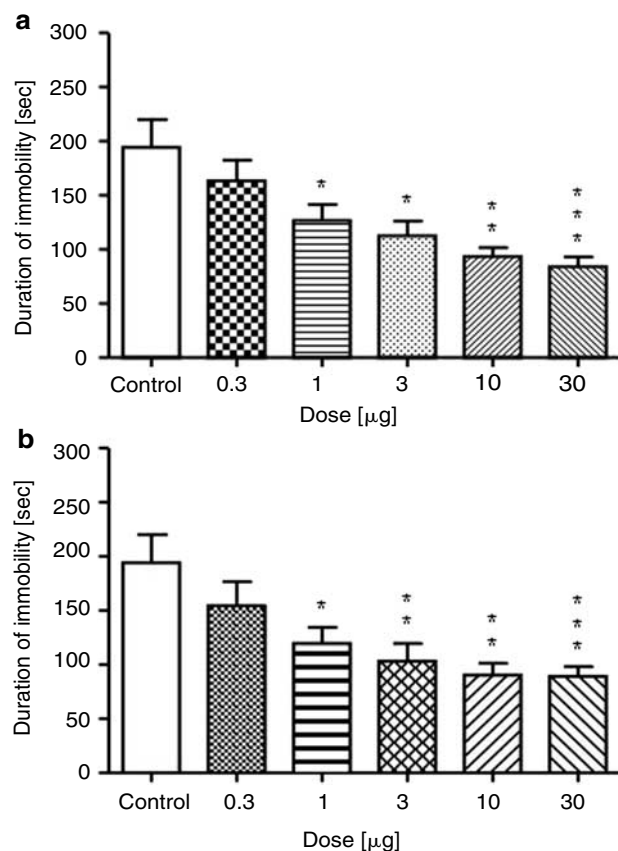 a
Duration of immobility [sec]
300
250
200
150
100
50
0
*
*
* *
* * *
Control 0.3 1 3 10 30
Dose [μg]
b
Duration of immobility [sec]
300
250
200
150
100
50
0
*
* *
* *
* * *
Control 0.3 1 3 10 30
Dose [μg]